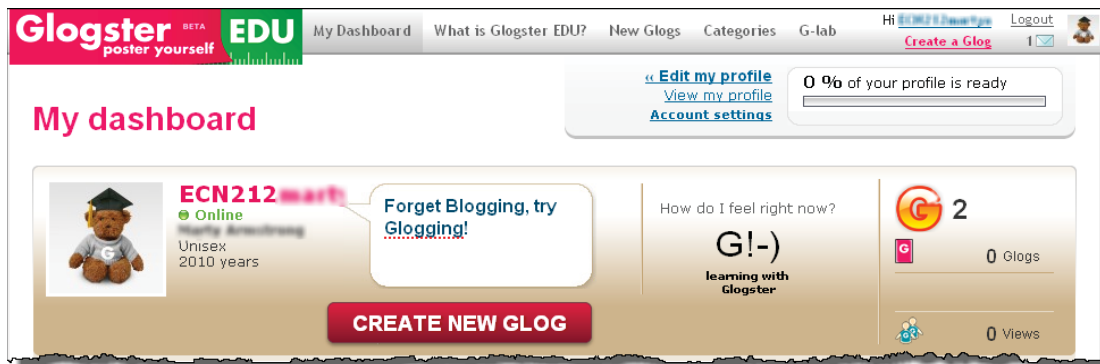 Glogster BETA EDU
poster yourself
My Dashboard What is Glogster EDU? New Glogs Categories G-lab
Hi Logout
Create a Glog 1
« Edit my profile
View my profile
Account settings
0 % of your profile is ready
My dashboard
ECN212
Online
Unisex
2010 years
Forget Blogging, try
Glogging!
How do I feel right now?
G!-)
learning with
Glogster
G 2
G 0 Glogs
0 Views
CREATE NEW GLOG